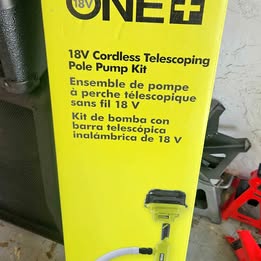 18V
ONE+
18V Cordless Telescoping
Pole Pump Kit
Ensemble de pompe
à perche télescopique
sans fil 18 V
Kit de bomba con
barra telescópica
inalámbrica de 18 V